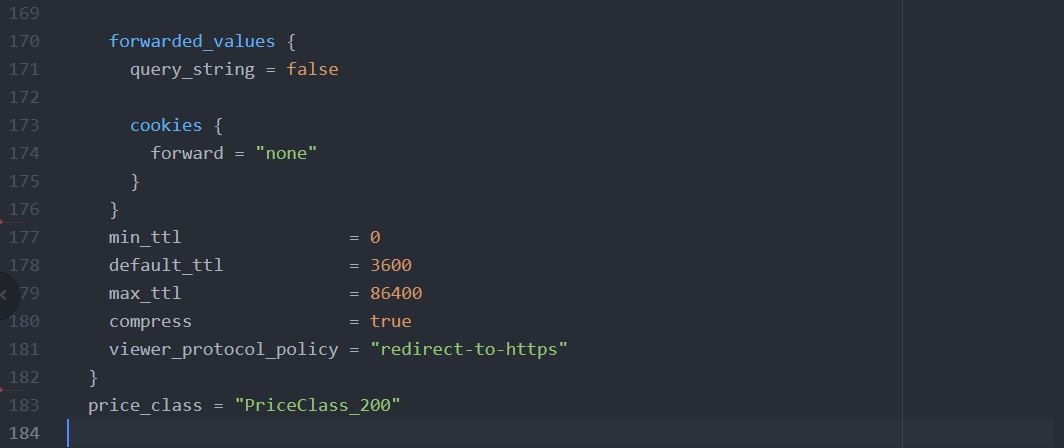 169
170 forwarded_values {
171 query_string = false
172
173 cookies {
174 forward = "none"
175 }
176 }
177 min_ttl = 0
178 default_ttl = 3600
79 max_ttl = 86400
180 compress = true
181 viewer_protocol_policy = "redirect-to-https"
182 }
183 price_class = "PriceClass_200"
184